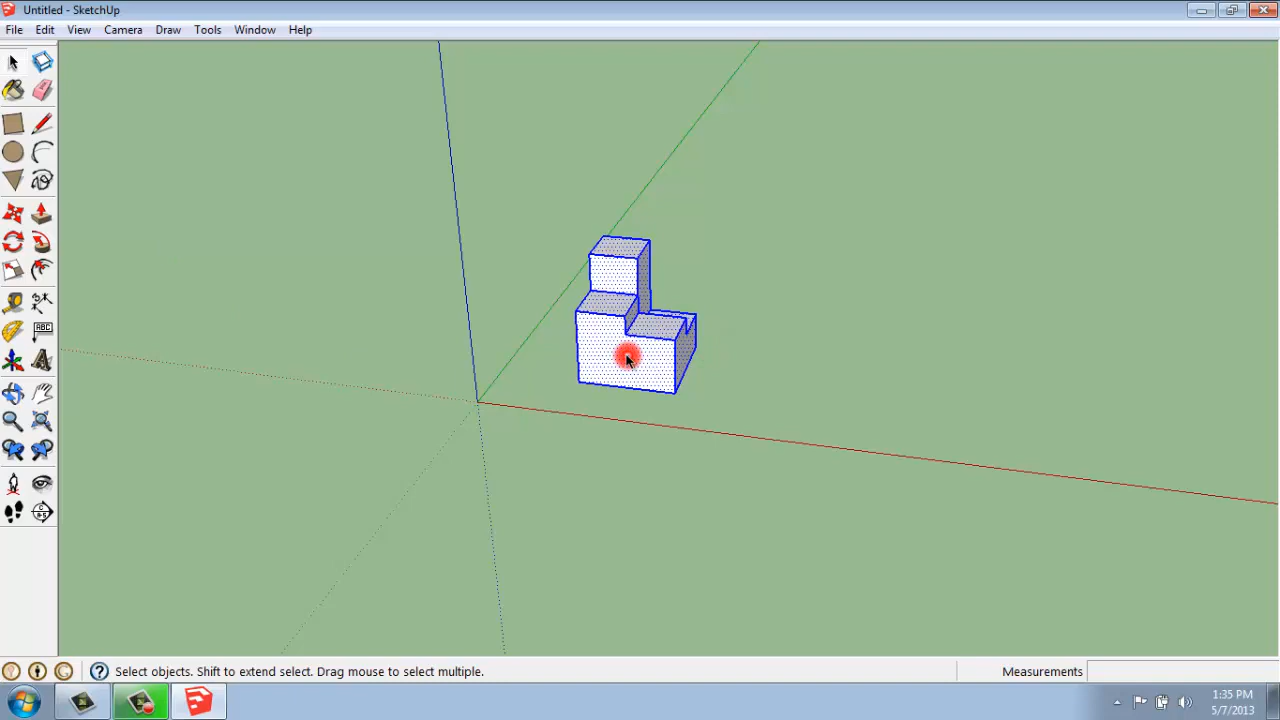 Untitled - SketchUp
File Edit View Camera Draw Tools Window Help
ABC
A
Select objects. Shift to extend select. Drag mouse to select multiple.
Measurements
1:35 PM
5/7/2013